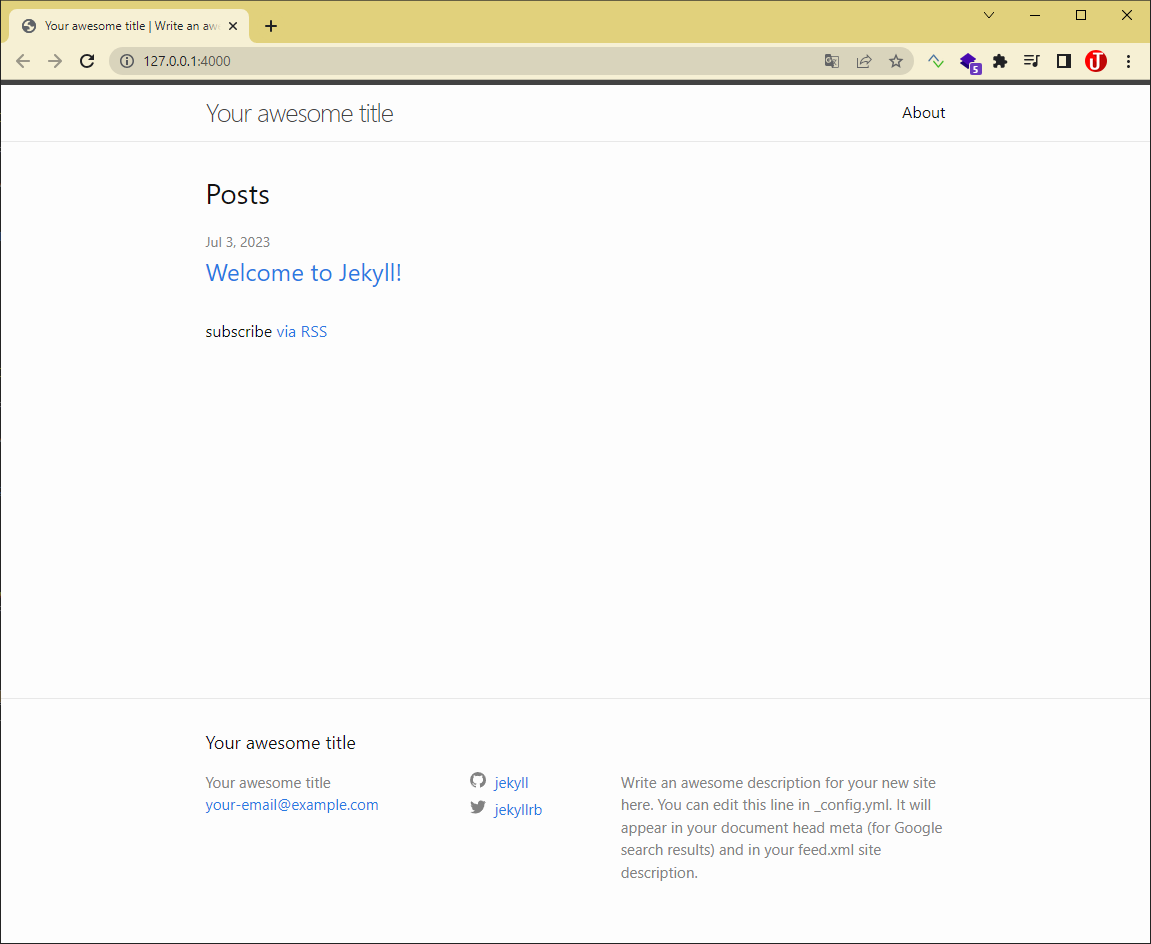 Your awesome title | Write an aw
127.0.0.1:4000
5
Your awesome title
About
Posts
Jul 3, 2023
Welcome to Jekyll!
subscribe via RSS
Your awesome title
Your awesome title
your-email@example.com
jekyll
jekyllrb
Write an awesome description for your new site
here. You can edit this line in _config.yml. It will
appear in your document head meta (for Google
search results) and in your feed.xml site
description.